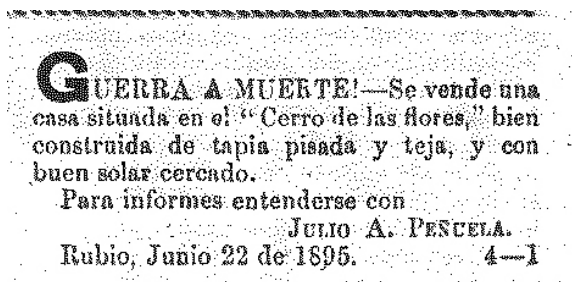 GUERRA A MUERTE!—Se vende una
casa situada en el "Cerro de las flores," bien
construida de tapia pisada y teja, y con
buen solar cercado.
Para informes entenderse con
JULIO A. PEÑUELA.
Rubio, Junio 22 de 1895. 4—1